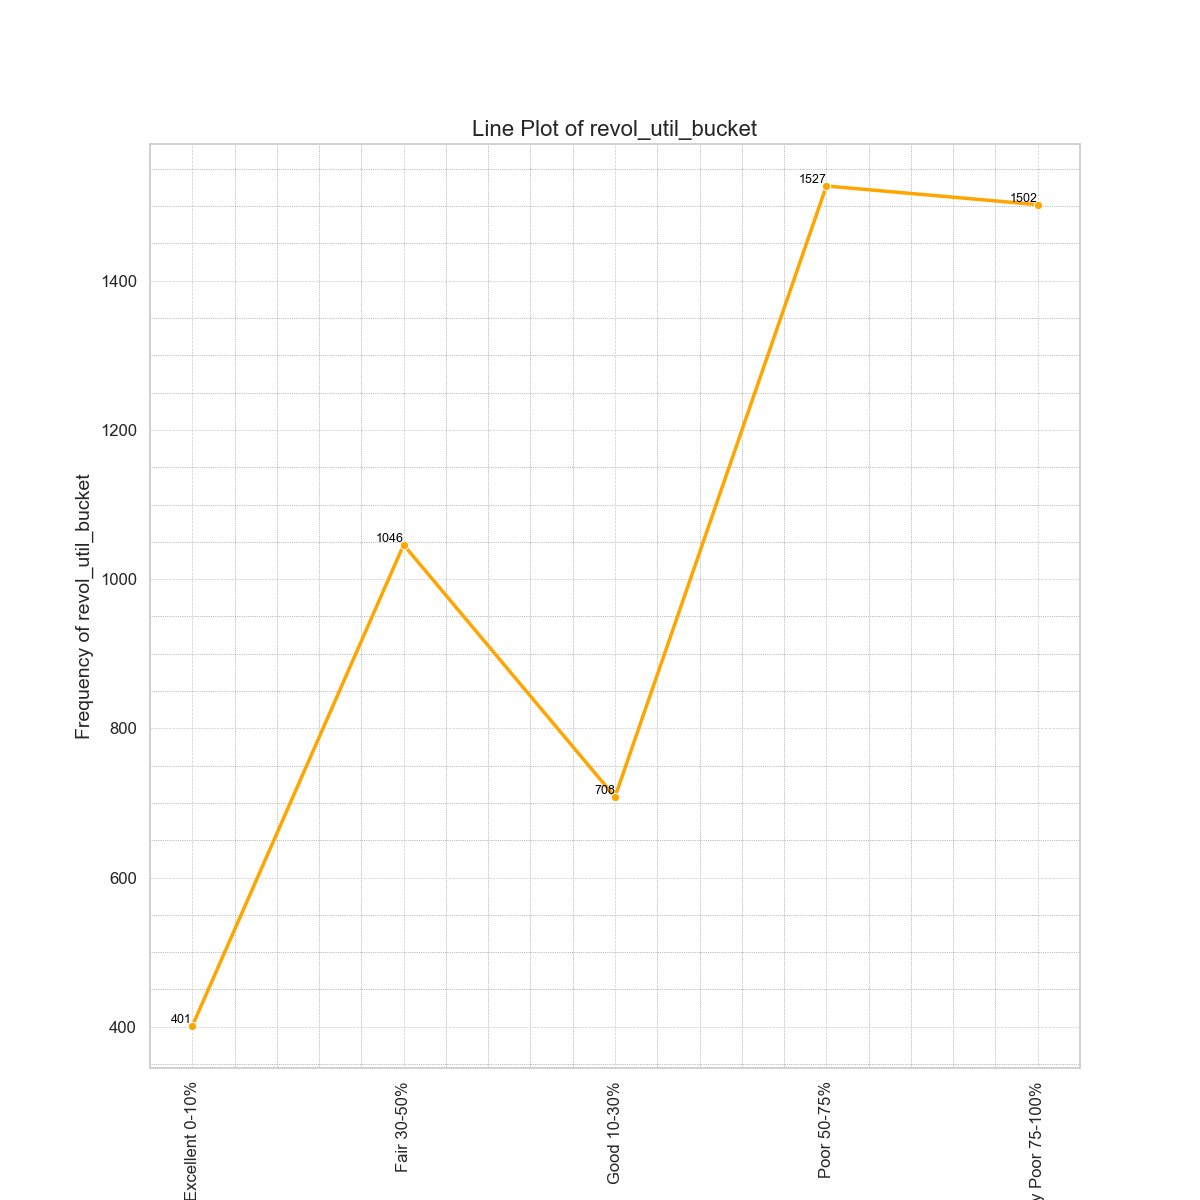 Line Plot of revol_util_bucket
1527
1502
1400
1200
1046
1000
800
708
600
401
400
Frequency of revol_util_bucket
Excellent 0-10%
Fair 30-50%
Good 10-30%
Poor 50-75%
Poor 75-100%